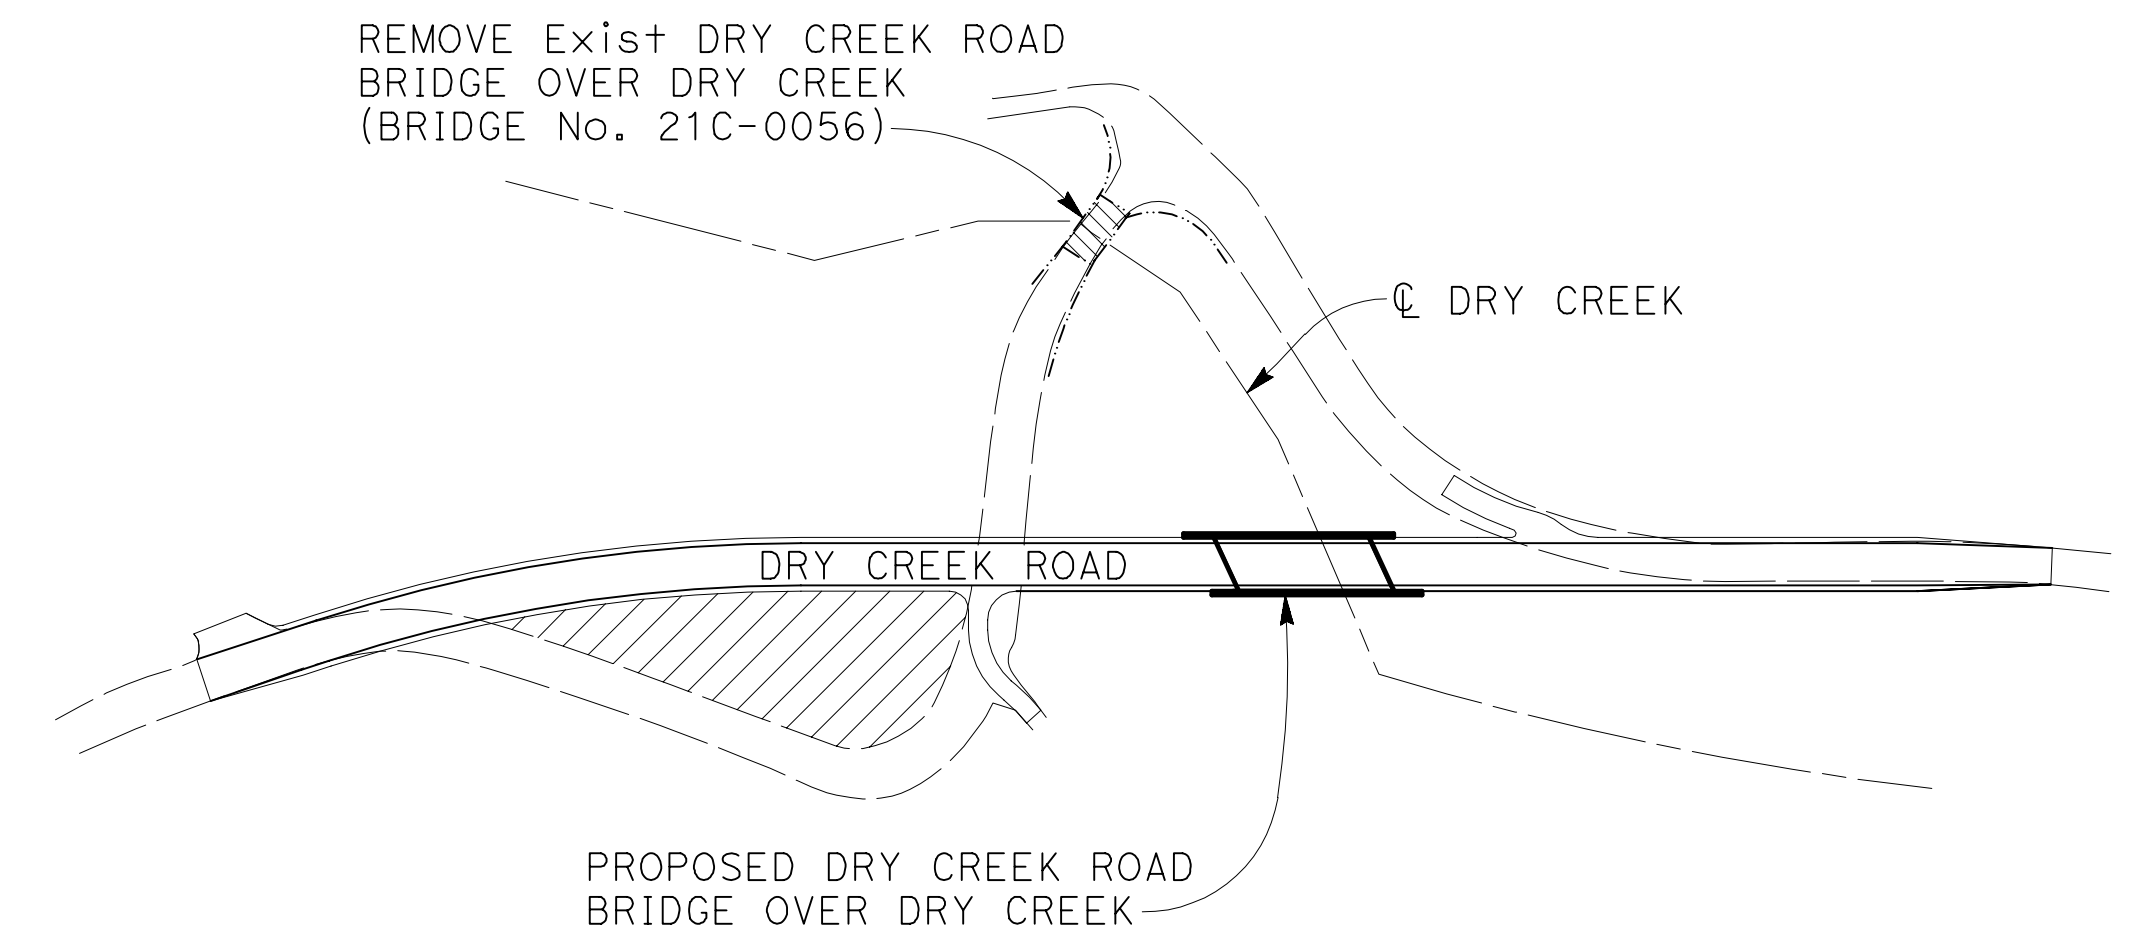 REMOVE Exist DRY CREEK ROAD
BRIDGE OVER DRY CREEK
(BRIDGE No. 21C-0056)
℄ DRY CREEK
DRY CREEK ROAD
PROPOSED DRY CREEK ROAD
BRIDGE OVER DRY CREEK